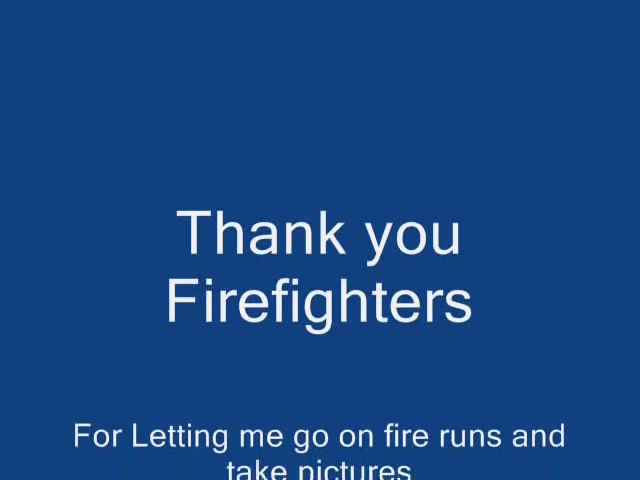 Thank you
Firefighters
For Letting me go on fire runs and
take pictures